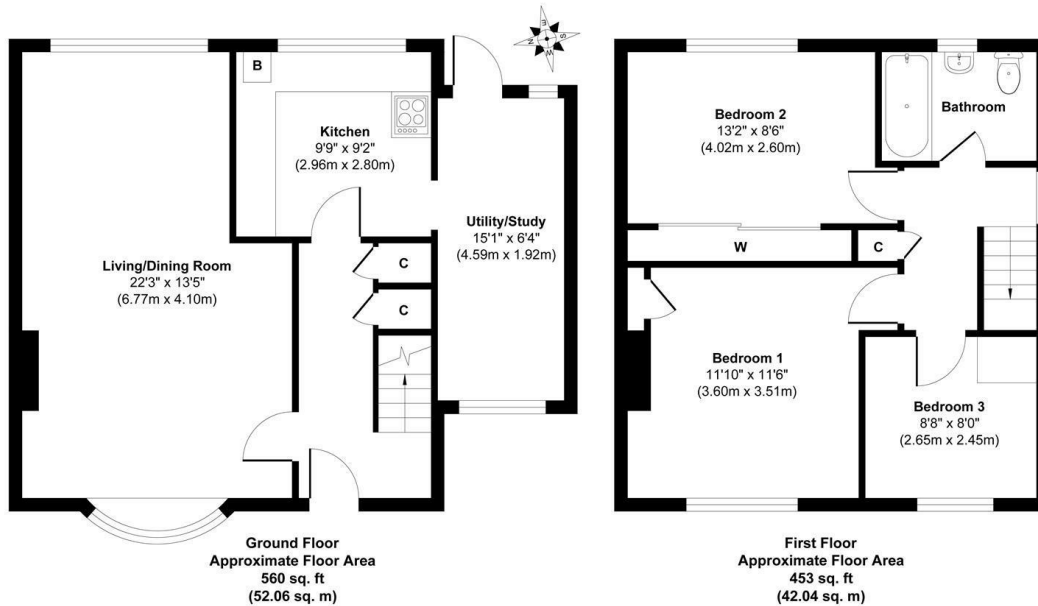 B
Kitchen
9'9" x 9'2"
(2.96m x 2.80m)
Utility/Study
15'1" x 6'4"
(4.59m x 1.92m)
Living/Dining Room
22'3" x 13'5"
(6.77m x 4.10m)
C
C
N
E
S
W
Ground Floor
Approximate Floor Area
560 sq. ft
(52.06 sq. m)
Bedroom 2
13'2" x 8'6"
(4.02m x 2.60m)
Bathroom
W
C
Bedroom 1
11'10" x 11'6"
(3.60m x 3.51m)
Bedroom 3
8'8" x 8'0"
(2.65m x 2.45m)
First Floor
Approximate Floor Area
453 sq. ft
(42.04 sq. m)